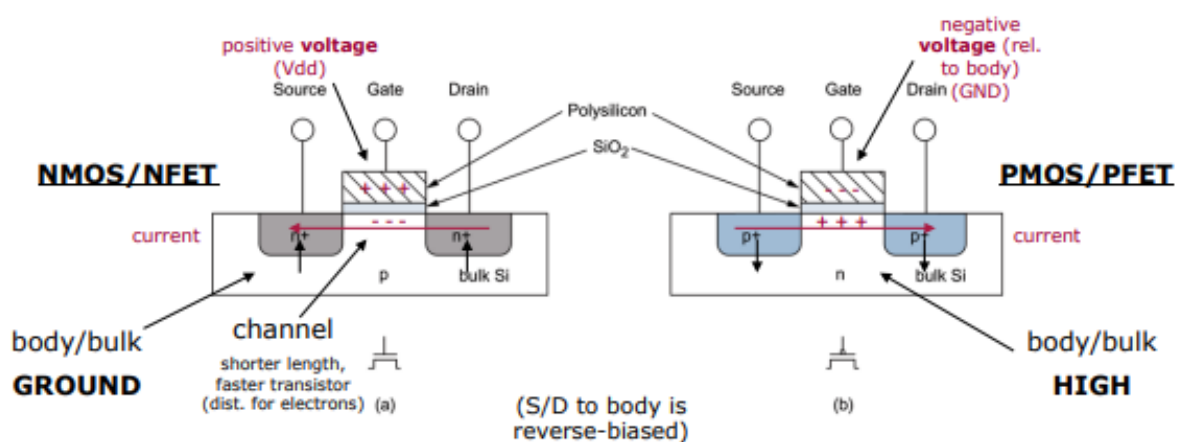 positive voltage
(Vdd)
Source
Gate
Drain
NMOS/NFET
+ + +
- - -
current
n+
n+
p
bulk Si
body/bulk
GROUND
channel
shorter length,
faster transistor
(dist. for electrons)
(a)
Polysilicon
SiO₂
(S/D to body is
reverse-biased)
negative
voltage (rel.
to body)
(GND)
Source
Gate
Drain
PMOS/PFET
- - -
+ + +
current
p+
p+
n
bulk Si
body/bulk
HIGH
(b)